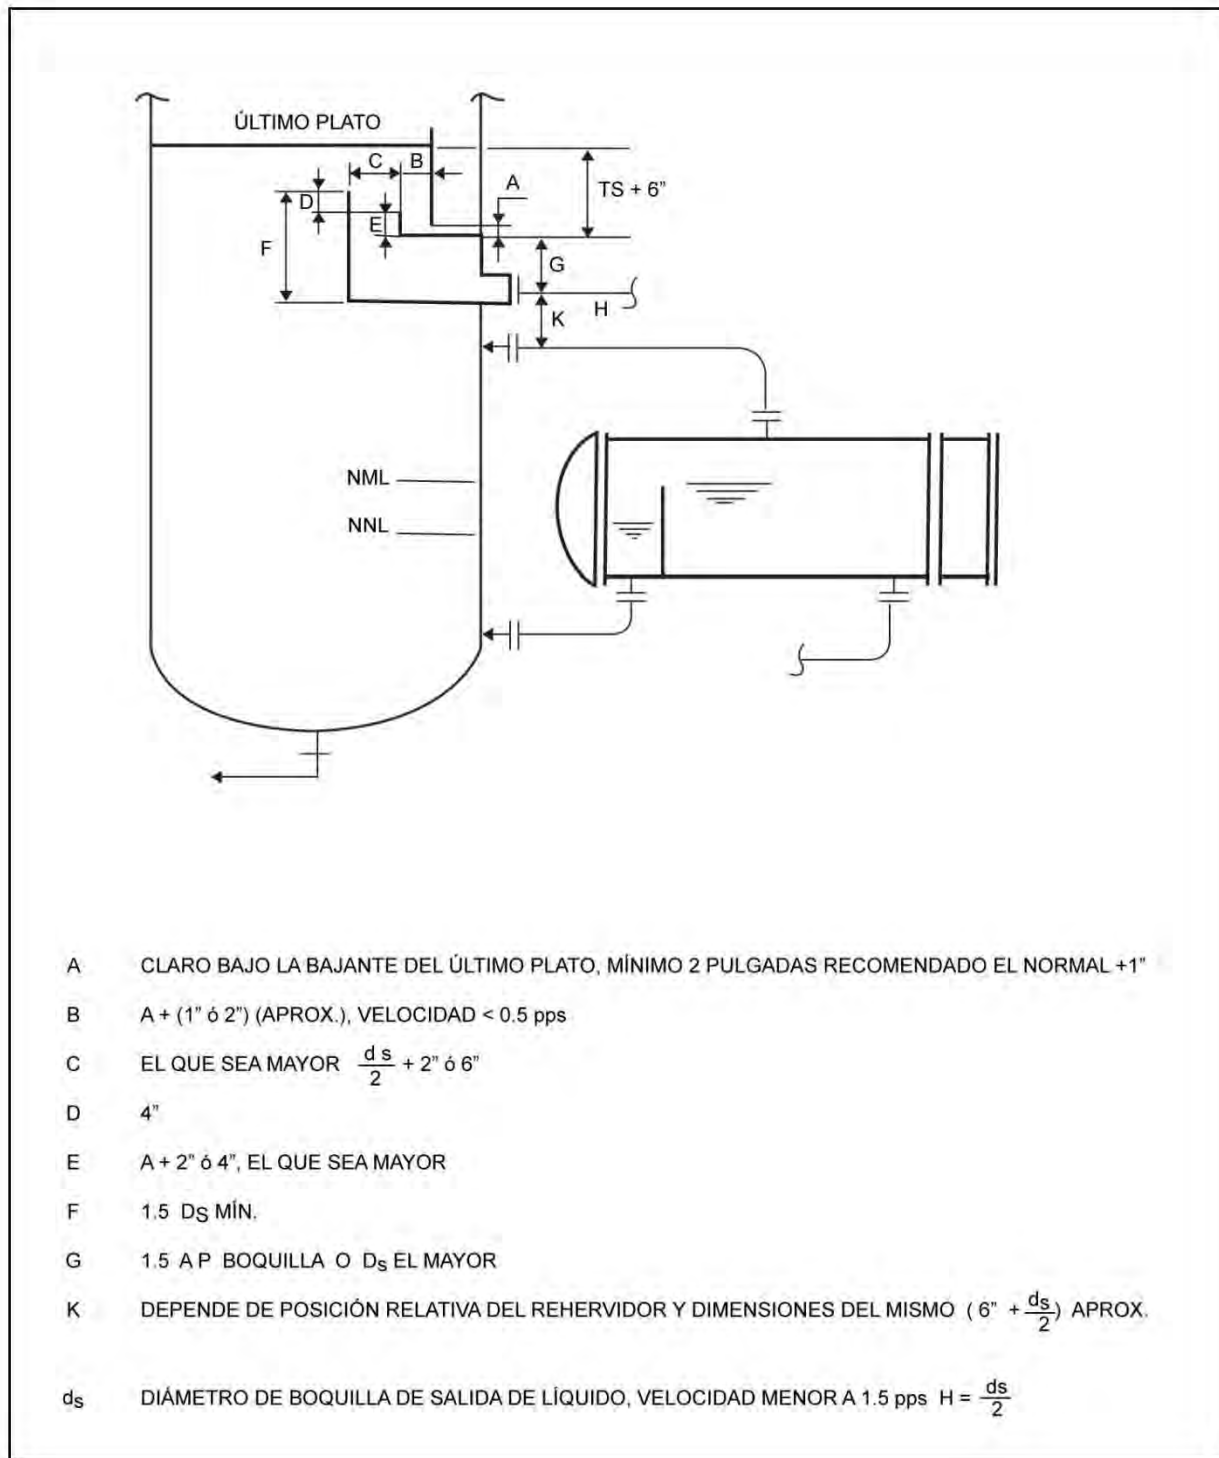 ÚLTIMO PLATO
C
B
A
D
TS + 6”
E
F
G
H
K
NML
NNL
A CLARO BAJO LA BAJANTE DEL ÚLTIMO PLATO, MÍNIMO 2 PULGADAS RECOMENDADO EL NORMAL +1”
B A + (1” ó 2”) (APROX.), VELOCIDAD < 0.5 pps
C EL QUE SEA MAYOR d s / 2 + 2” ó 6”
D 4”
E A + 2” ó 4”, EL QUE SEA MAYOR
F 1.5 DS MÍN.
G 1.5 A P BOQUILLA O Ds EL MAYOR
K DEPENDE DE POSICIÓN RELATIVA DEL REHERVIDOR Y DIMENSIONES DEL MISMO ( 6” + ds / 2 ) APROX.
ds DIÁMETRO DE BOQUILLA DE SALIDA DE LÍQUIDO, VELOCIDAD MENOR A 1.5 pps H = ds / 2